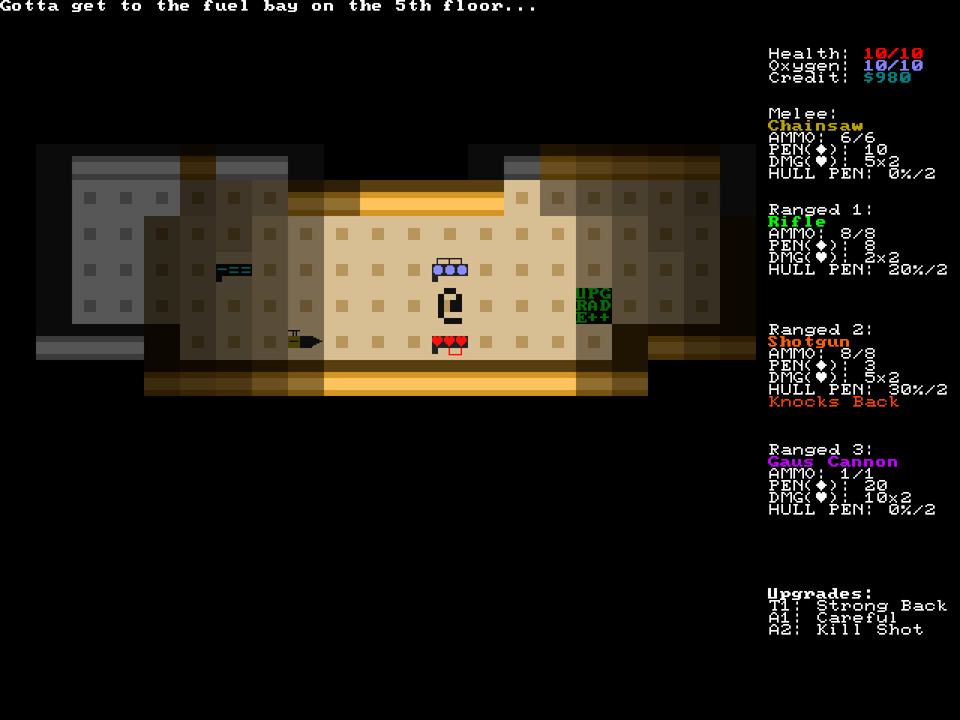 Gotta get to the fuel bay on the 5th floor...
Health: 10/10
Oxygen: 10/10
Credit: $980
Melee:
Chainsaw
AMMO: 6/6
PEN(♦): 10
DMG(♥): 5x2
HULL PEN: 0%/2
Ranged 1:
Rifle
AMMO: 8/8
PEN(♦): 8
DMG(♥): 2x2
HULL PEN: 20%/2
UPG
RAD
E++
Ranged 2:
Shotgun
AMMO: 8/8
PEN(♦): 3
DMG(♥): 5x2
HULL PEN: 30%/2
Knocks Back
Ranged 3:
Gaus Cannon
AMMO: 1/1
PEN(♦): 20
DMG(♥): 10x2
HULL PEN: 0%/2
Upgrades:
T1: Strong Back
A1: Careful
A2: Kill Shot